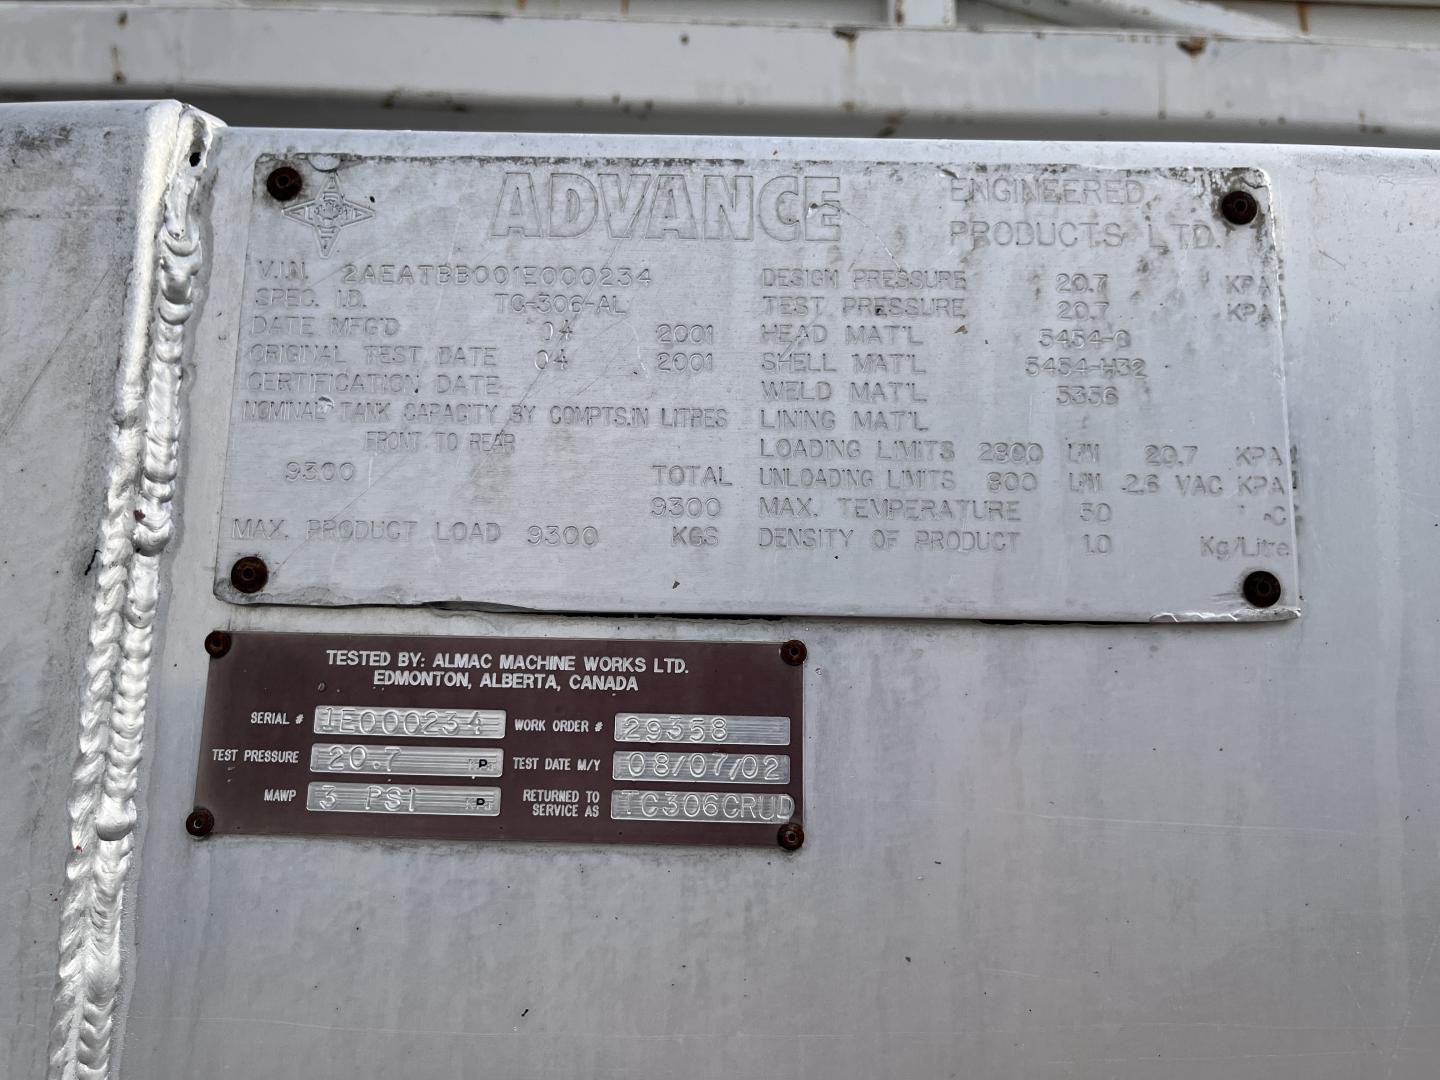 ADVANCE ENGINEERED
PRODUCTS LTD.
V.I.N. 2AEATBB001E000234
SPEC. I.D. TC-306-AL
DATE MFG'D 04 2001
ORIGINAL TEST DATE 04 2001
CERTIFICATION DATE
NOMINAL TANK CAPACITY BY COMPTS.IN LITRES
FRONT TO REAR
9300 TOTAL
9300
MAX. PRODUCT LOAD 9300 KGS
DESIGN PRESSURE 20.7 KPA
TEST PRESSURE 20.7 KPA
HEAD MAT'L 5454-0
SHELL MAT'L 5454-H32
WELD MAT'L 5356
LINING MAT'L
LOADING LIMITS 2800 LPM 20.7 KPA
UNLOADING LIMITS 800 LPM 2.6 VAC KPA
MAX. TEMPERATURE 50 °C
DENSITY OF PRODUCT 1.0 Kg/Litre
TESTED BY: ALMAC MACHINE WORKS LTD.
EDMONTON, ALBERTA, CANADA
SERIAL # 1E000234 WORK ORDER # 29358
TEST PRESSURE 20.7 KPa TEST DATE M/Y 08/07/02
MAWP 3 PSI KPa RETURNED TO
SERVICE AS TC306CRUD